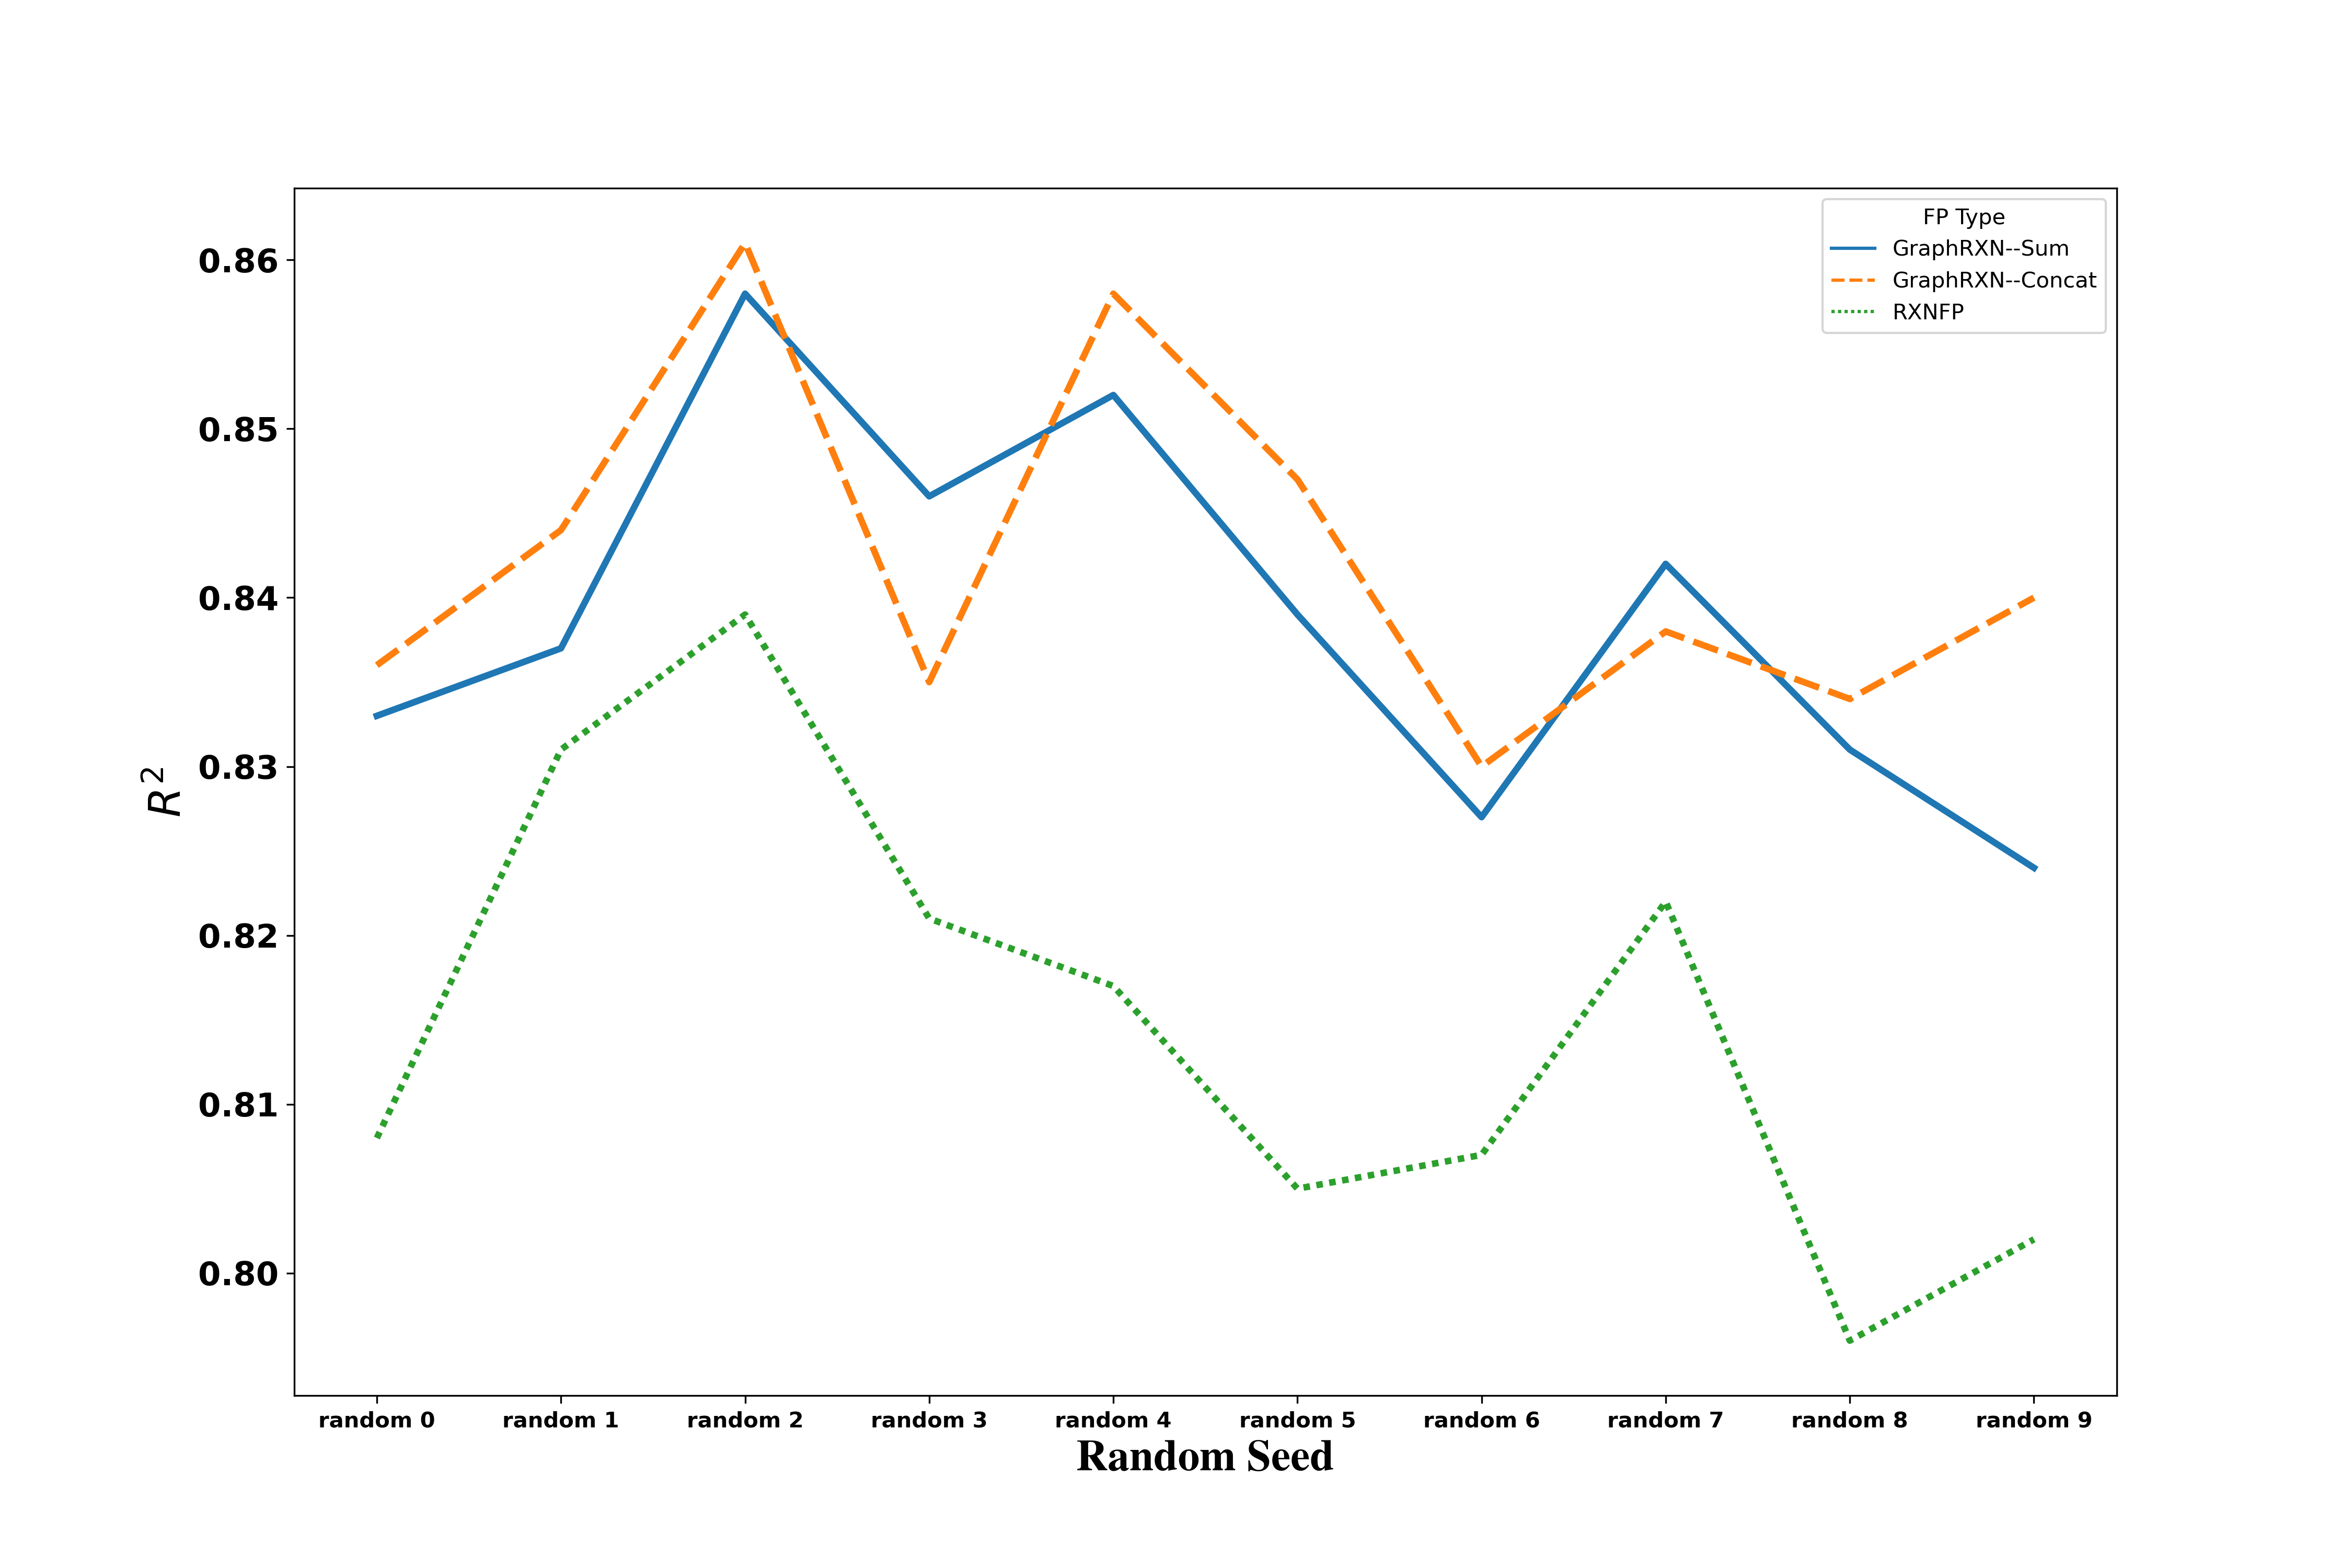 FP Type
GraphRXN--Sum
GraphRXN--Concat
RXNFP
0.86
0.85
0.84
0.83
0.82
0.81
0.80
R²
random 0 random 1 random 2 random 3 random 4 random 5 random 6 random 7 random 8 random 9
Random Seed